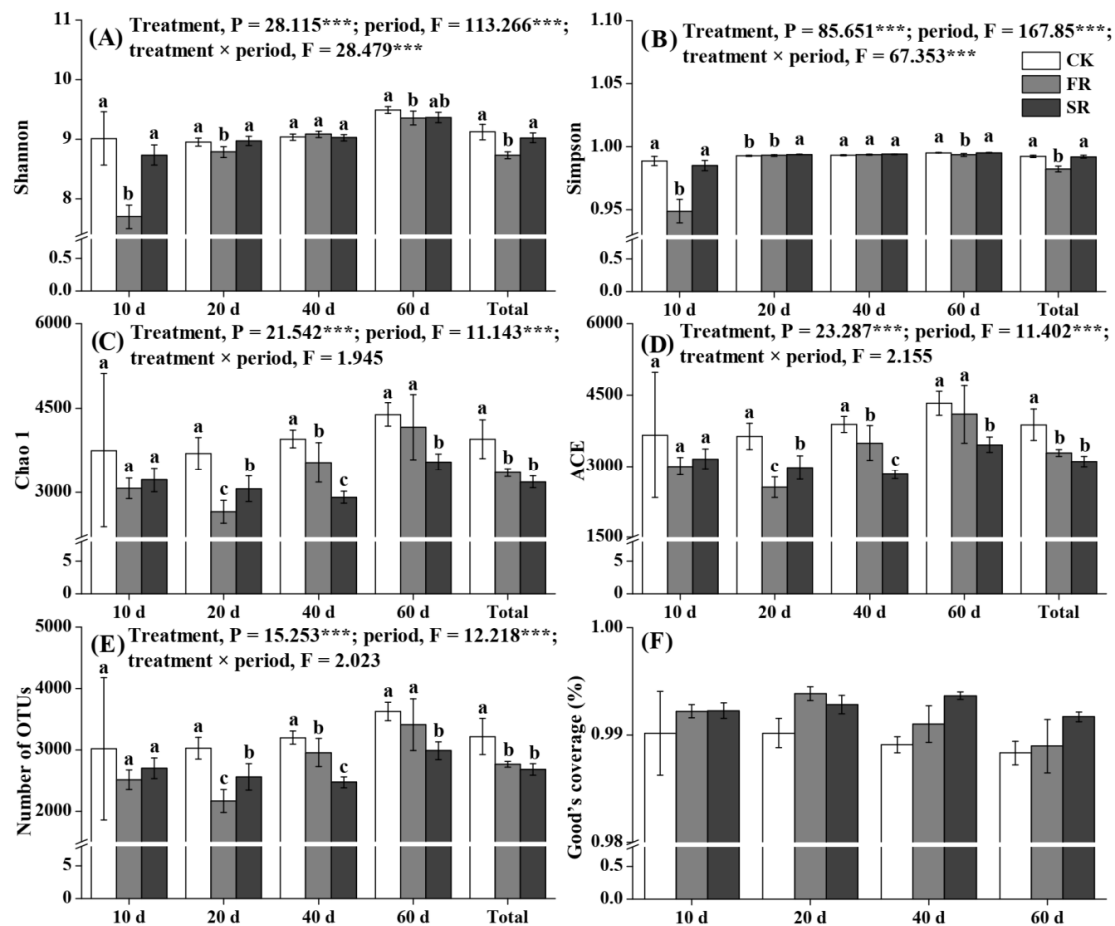 (A) Treatment, P = 28.115***; period, F = 113.266***;
treatment × period, F = 28.479***
Shannon
11
10
9
8
0.5
0.0
a
b
a
a
b
a
a
a
a
a
b
ab
a
b
a
10 d
20 d
40 d
60 d
Total
(B) Treatment, P = 85.651***; period, F = 167.85***;
treatment × period, F = 67.353***
CK
FR
SR
Simpson
1.10
1.05
1.00
0.95
0.5
0.0
a
b
a
b
b
a
a
a
a
a
b
a
a
b
a
10 d
20 d
40 d
60 d
Total
(C) Treatment, P = 21.542***; period, F = 11.143***;
treatment × period, F = 1.945
Chao 1
6000
4500
3000
5
0
a
a
a
a
c
b
a
b
c
a
a
b
a
b
b
10 d
20 d
40 d
60 d
Total
(D) Treatment, P = 23.287***; period, F = 11.402***;
treatment × period, F = 2.155
ACE
6000
4500
3000
1500
5
0
a
a
a
a
c
b
a
b
c
a
a
b
a
b
b
10 d
20 d
40 d
60 d
Total
(E) Treatment, P = 15.253***; period, F = 12.218***;
treatment × period, F = 2.023
Number of OTUs
5000
4000
3000
2000
5
0
a
a
a
a
c
b
a
b
c
a
a
b
a
b
b
10 d
20 d
40 d
60 d
Total
(F)
Good's coverage (%)
1.00
0.99
0.98
0.5
0.0
10 d
20 d
40 d
60 d